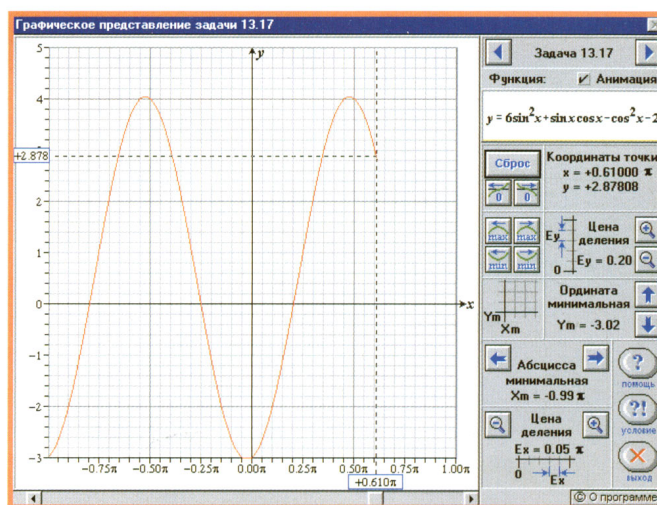 Графическое представление задачи 13.17
5
4
+2.878
2
1
0
−1
−2
−3
y
x
−0.75π
−0.50π
−0.25π
0.00π
0.25π
0.50π
0.75π
1.00π
+0.610π
Задача 13.17
Функция:
Анимация
y = 6sin²x+sinxcosx−cos²x−2
Сброс
0
0
Координаты точки
x = +0.61000 π
y = +2.87808
max
max
min
min
Ey
0
Цена
деления
Ey = 0.20
Ym
Xm
Ордината
минимальная
Ym = -3.02
Абсцисса
минимальная
Xm = -0.99 π
?
помощь
Цена
деления
Ex = 0.05 π
0
Ex
?!
условие
выход
© О программе